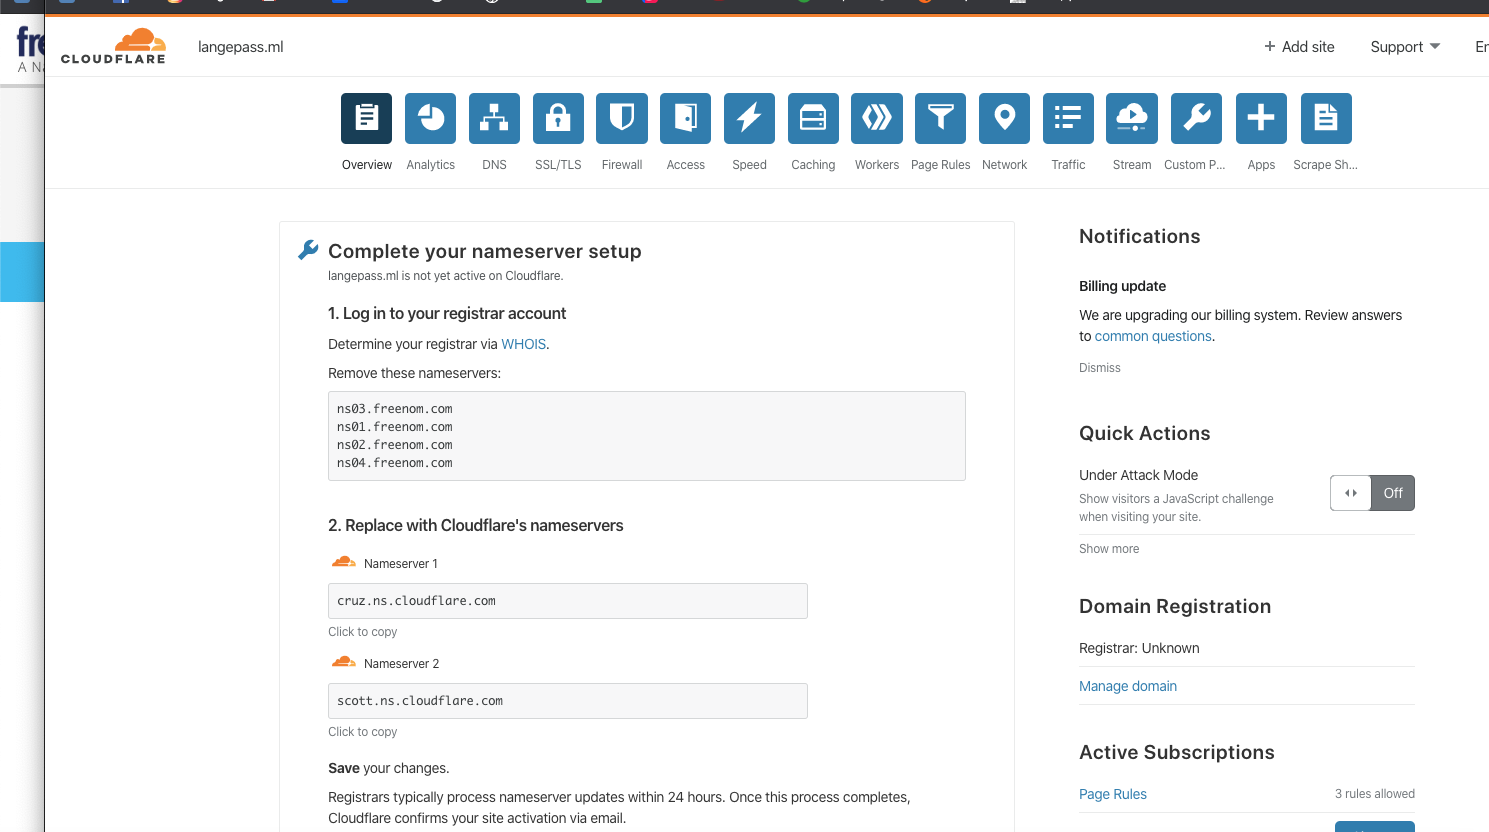 fre
A Na
CLOUDFLARE
langepass.ml
+ Add site
Support
En
Overview
Analytics
DNS
SSL/TLS
Firewall
Access
Speed
Caching
Workers
Page Rules
Network
Traffic
Stream
Custom P...
Apps
Scrape Sh...
Complete your nameserver setup
langepass.ml is not yet active on Cloudflare.
1. Log in to your registrar account
Determine your registrar via WHOIS.
Remove these nameservers:
ns03.freenom.com
ns01.freenom.com
ns02.freenom.com
ns04.freenom.com
2. Replace with Cloudflare's nameservers
Nameserver 1
cruz.ns.cloudflare.com
Click to copy
Nameserver 2
scott.ns.cloudflare.com
Click to copy
Save your changes.
Registrars typically process nameserver updates within 24 hours. Once this process completes,
Cloudflare confirms your site activation via email.
Notifications
Billing update
We are upgrading our billing system. Review answers
to common questions.
Dismiss
Quick Actions
Under Attack Mode
Show visitors a JavaScript challenge
when visiting your site.
Off
Show more
Domain Registration
Registrar: Unknown
Manage domain
Active Subscriptions
Page Rules
3 rules allowed